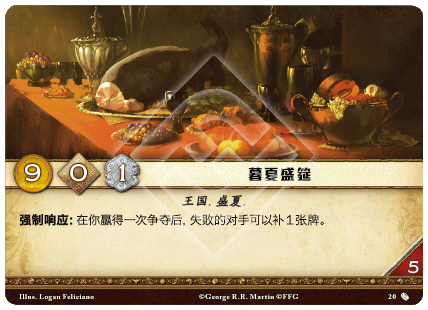 9 0 1 暮夏盛筵
王国. 盛夏.
强制响应: 在你赢得一次争夺后, 失败的对手可以补1张牌。
5
Illus. Logan Feliciano ©George R.R. Martin ©FFG 20